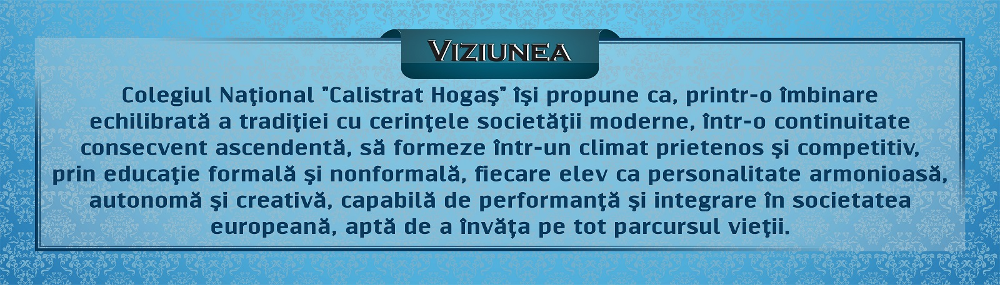 VIZIUNEA
Colegiul Naţional "Calistrat Hogaş" îşi propune ca, printr-o îmbinare
echilibrată a tradiţiei cu cerinţele societăţii moderne, într-o continuitate
consecvent ascendentă, să formeze într-un climat prietenos şi competitiv,
prin educaţie formală şi nonformală, fiecare elev ca personalitate armonioasă,
autonomă şi creativă, capabilă de performanţă şi integrare în societatea
europeană, aptă de a învăţa pe tot parcursul vieţii.